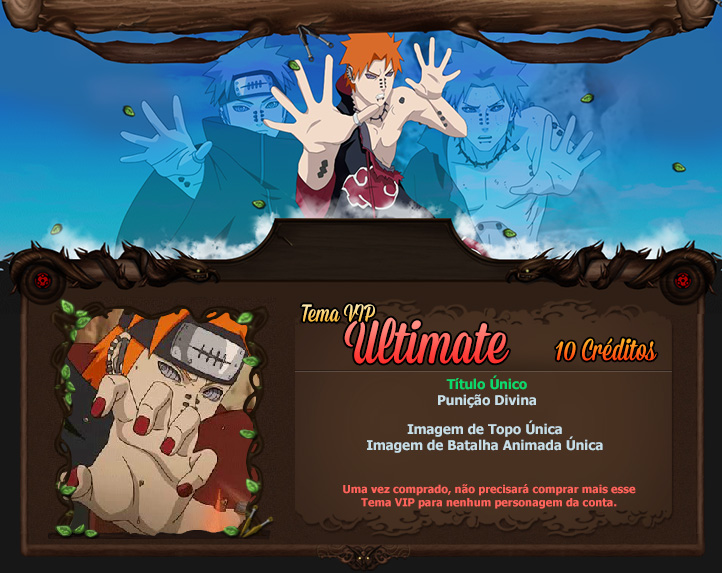 Tema VIP
Ultimate
10 Créditos
Título Único
Punição Divina
Imagem de Topo Única
Imagem de Batalha Animada Única
Uma vez comprado, não precisará comprar mais esse
Tema VIP para nenhum personagem da conta.